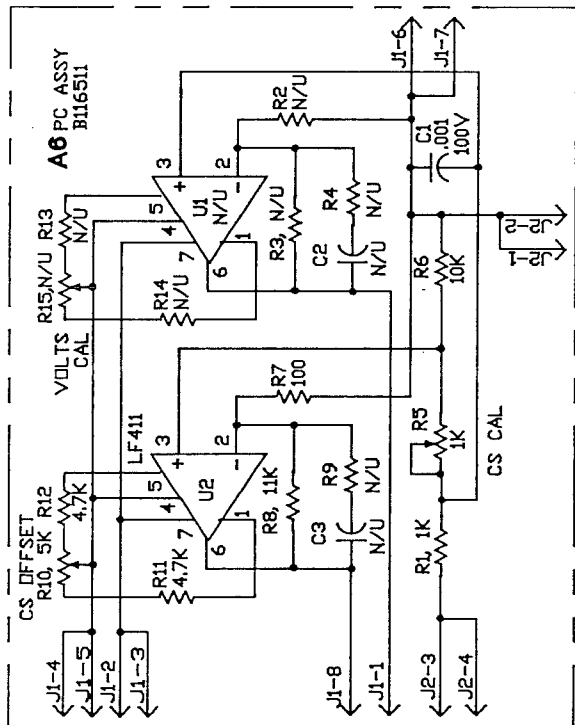 A6 PC ASSY
B116511
J1-6
J1-7
R2
N/U
3
+
2
-
U1
N/U
5
4
7
1
6
R13
N/U
R15, N/U
R14
N/U
VOLTS
CAL
R3, N/U
R4
N/U
C2
N/U
C1
.001
100V
J2-2
J2-1
R6
10K
R7
100
LF411
3
+
2
-
U2
5
4
7
1
6
CS OFFSET
R10, 5K
R12
4.7K
R11
4.7K
R8, 11K
R9
N/U
C3
N/U
R5
1K
CS CAL
R1, 1K
J1-4
J1-5
J1-2
J1-3
J1-8
J1-1
J2-3
J2-4